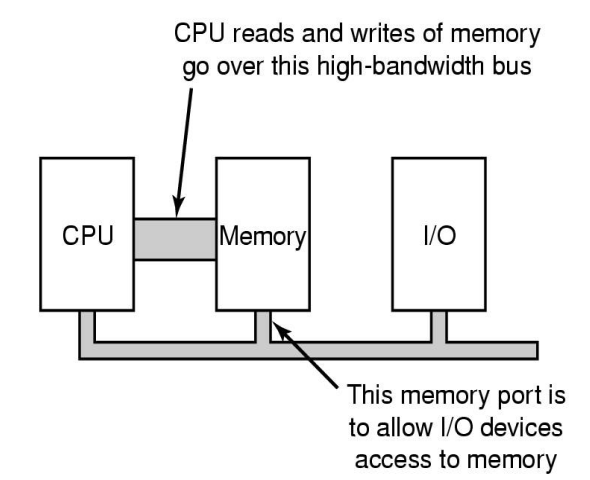 CPU reads and writes of memory
go over this high-bandwidth bus
CPU
Memory
I/O
This memory port is
to allow I/O devices
access to memory